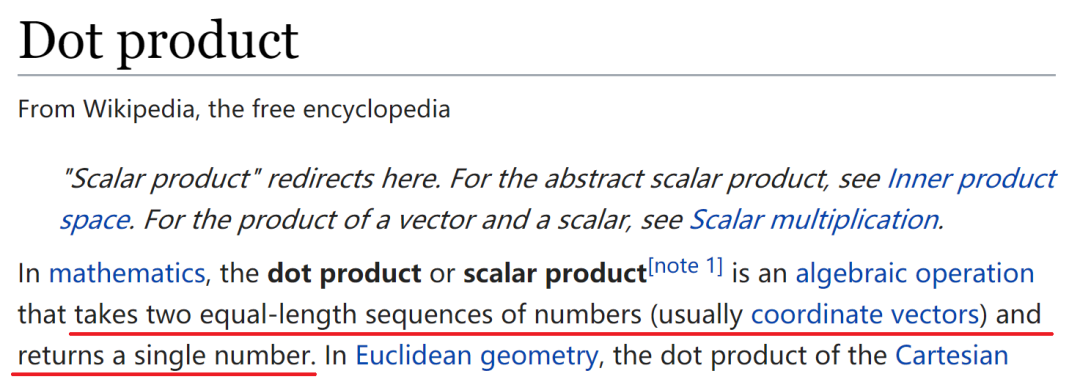 Dot product
From Wikipedia, the free encyclopedia
"Scalar product" redirects here. For the abstract scalar product, see Inner product
space. For the product of a vector and a scalar, see Scalar multiplication.
In mathematics, the dot product or scalar product[note 1] is an algebraic operation
that takes two equal-length sequences of numbers (usually coordinate vectors) and
returns a single number. In Euclidean geometry, the dot product of the Cartesian